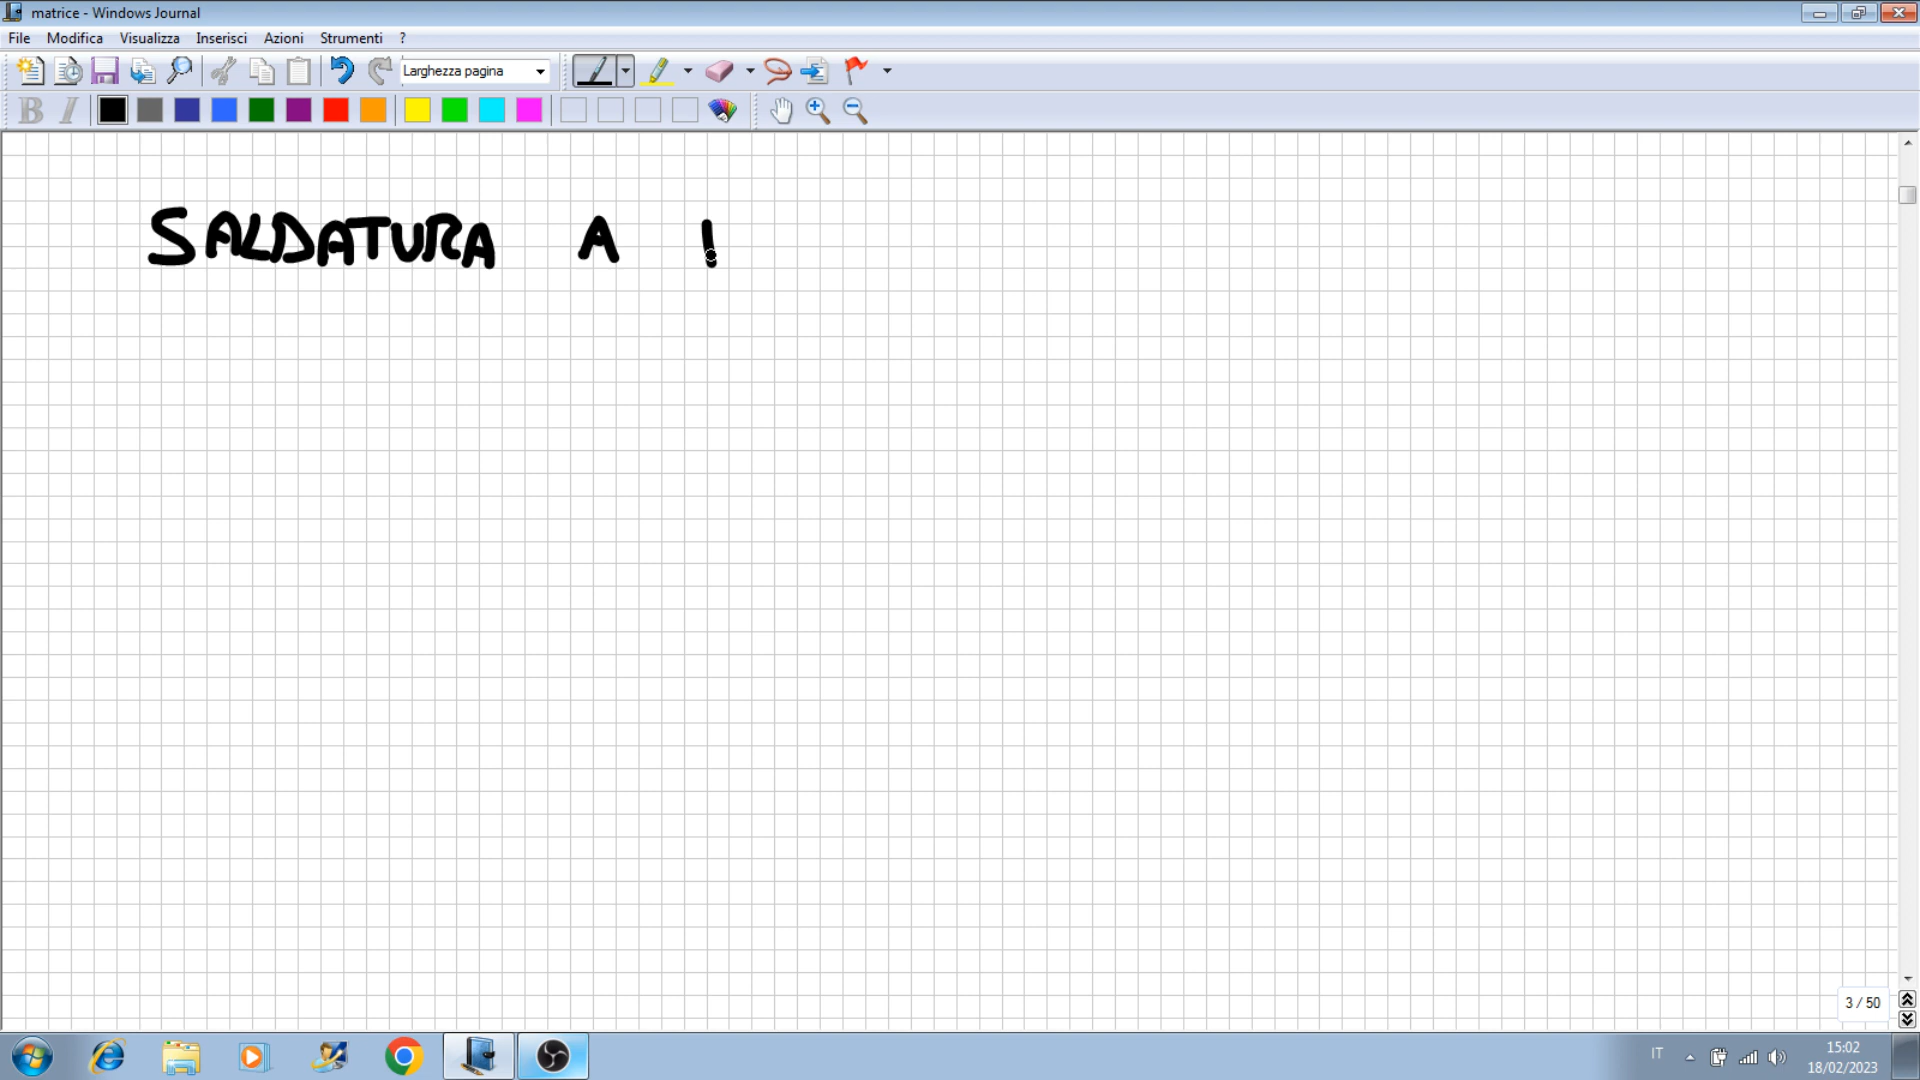 matrice - Windows Journal
File Modifica Visualizza Inserisci Azioni Strumenti ?
Larghezza pagina
B I
SALDATURA A
3 / 50
IT
15:02
18/02/2023